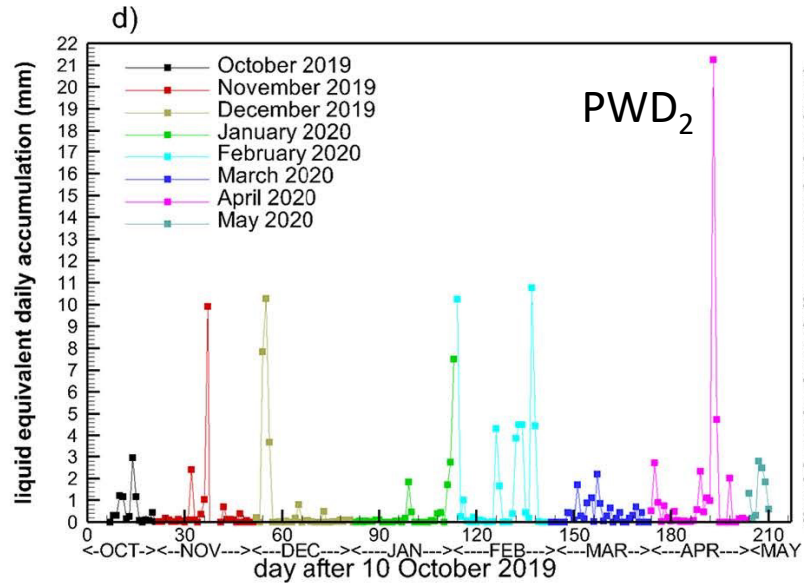 d)
PWD₂
October 2019
November 2019
December 2019
January 2020
February 2020
March 2020
April 2020
May 2020
liquid equivalent daily accumulation (mm)
22
21
20
19
18
17
16
15
14
13
12
11
10
9
8
7
6
5
4
3
2
1
0
0 30 60 90 120 150 180 210
<-OCT-><--NOV---><---DEC----><----JAN----><----FEB----><---MAR--><---APR---><MAY
day after 10 October 2019